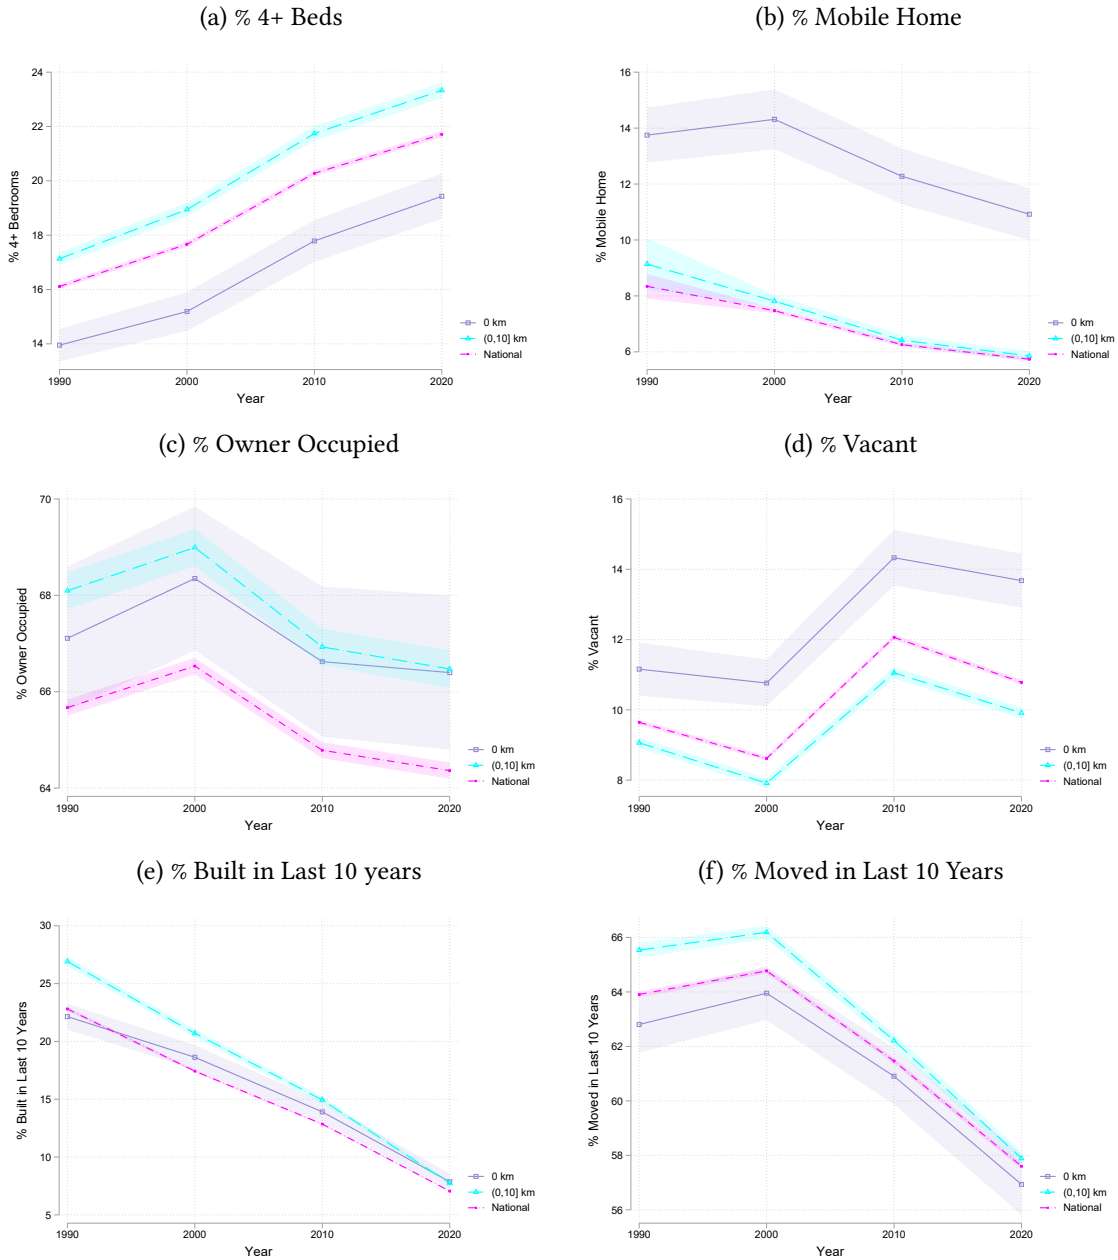 (a) % 4+ Beds
% 4+ Bedrooms
24
22
20
18
16
14
1990
2000
2010
2020
Year
0 km
(0,10] km
National
(b) % Mobile Home
% Mobile Home
16
14
12
10
8
6
1990
2000
2010
2020
Year
0 km
(0,10] km
National
(c) % Owner Occupied
% Owner Occupied
70
68
66
64
1990
2000
2010
2020
Year
0 km
(0,10] km
National
(d) % Vacant
% Vacant
16
14
12
10
8
1990
2000
2010
2020
Year
0 km
(0,10] km
National
(e) % Built in Last 10 years
% Built in Last 10 Years
30
25
20
15
10
5
1990
2000
2010
2020
Year
0 km
(0,10] km
National
(f) % Moved in Last 10 Years
% Moved in Last 10 Years
66
64
62
60
58
56
1990
2000
2010
2020
Year
0 km
(0,10] km
National